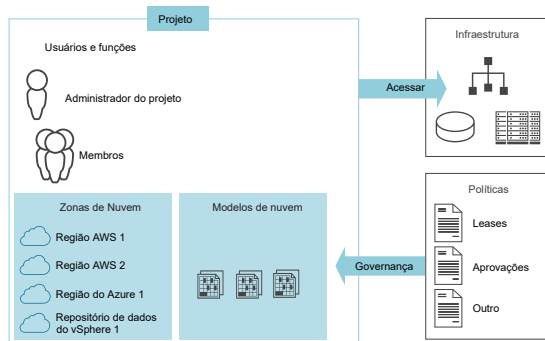 Projeto
Usuários e funções
Administrador do projeto
Membros
Zonas de Nuvem
Região AWS 1
Região AWS 2
Região do Azure 1
Repositório de dados
do vSphere 1
Modelos de nuvem
Acessar
Infraestrutura
Governança
Políticas
Leases
Aprovações
Outro